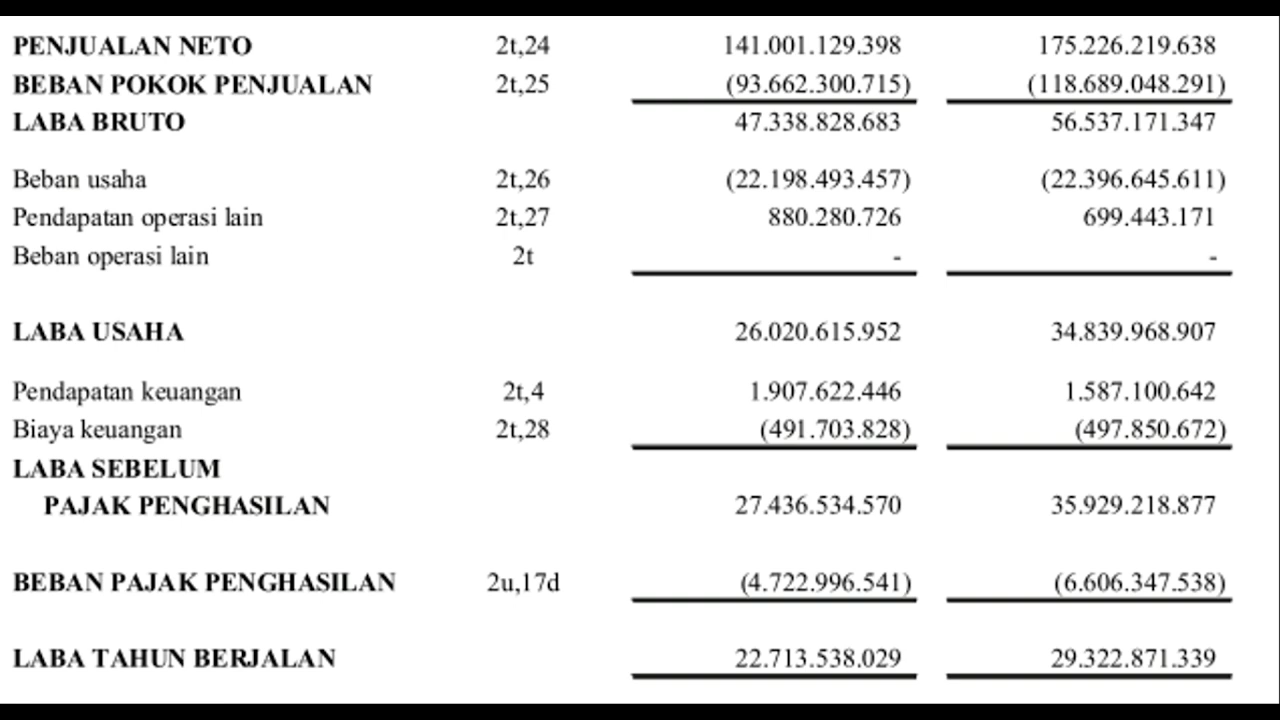 PENJUALAN NETO 2t,24 141.001.129.398 175.226.219.638
BEBAN POKOK PENJUALAN 2t,25 (93.662.300.715) (118.689.048.291)
LABA BRUTO 47.338.828.683 56.537.171.347
Beban usaha 2t,26 (22.198.493.457) (22.396.645.611)
Pendapatan operasi lain 2t,27 880.280.726 699.443.171
Beban operasi lain 2t - -
LABA USAHA 26.020.615.952 34.839.968.907
Pendapatan keuangan 2t,4 1.907.622.446 1.587.100.642
Biaya keuangan 2t,28 (491.703.828) (497.850.672)
LABA SEBELUM
PAJAK PENGHASILAN 27.436.534.570 35.929.218.877
BEBAN PAJAK PENGHASILAN 2u,17d (4.722.996.541) (6.606.347.538)
LABA TAHUN BERJALAN 22.713.538.029 29.322.871.339